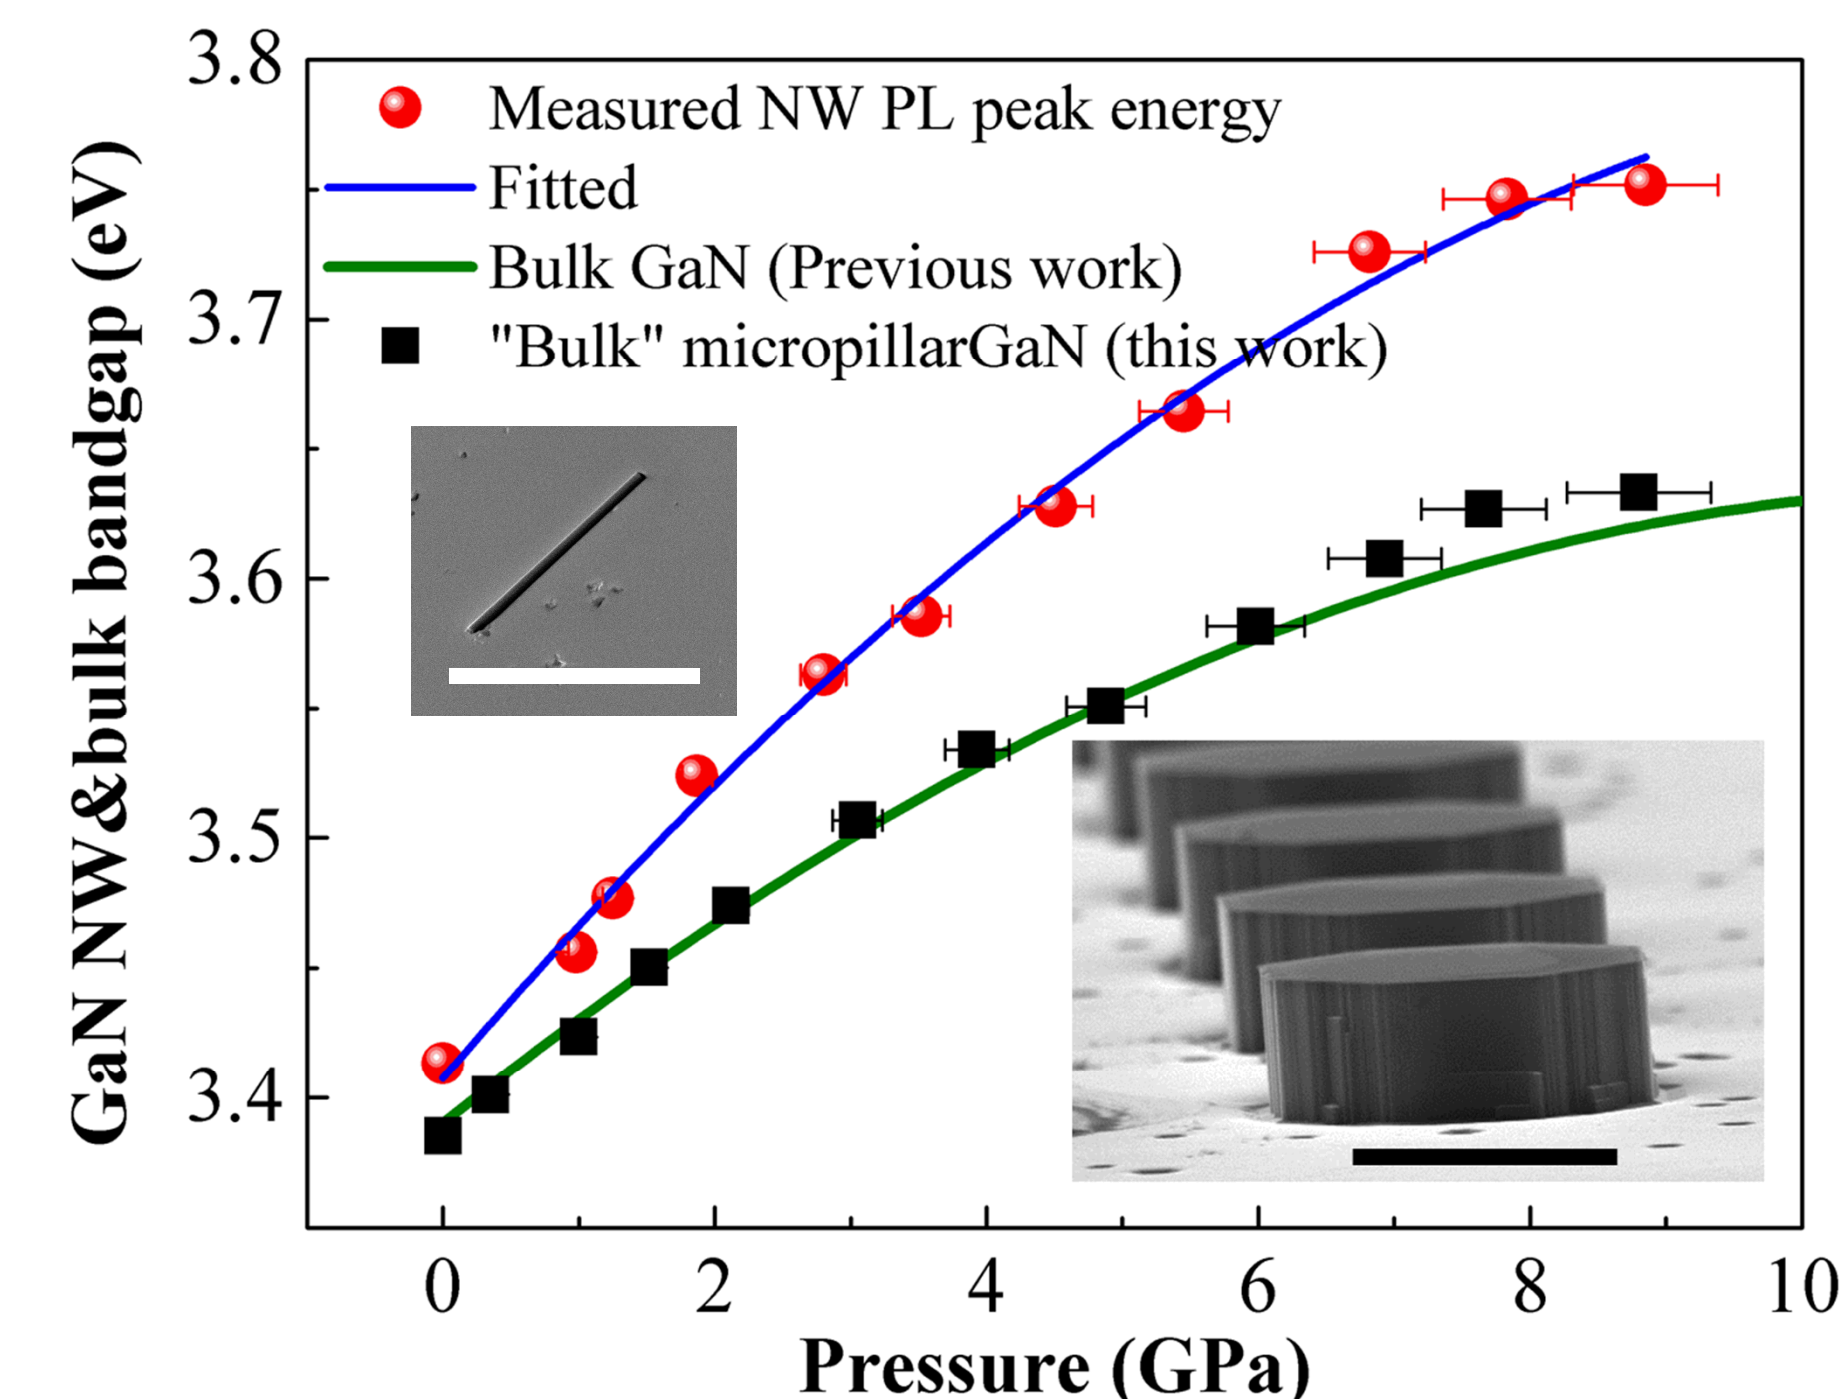 3.8
Measured NW PL peak energy
Fitted
Bulk GaN (Previous work)
"Bulk" micropillarGaN (this work)
3.7
3.6
3.5
3.4
GaN NW&bulk bandgap (eV)
0 2 4 6 8 10
Pressure (GPa)